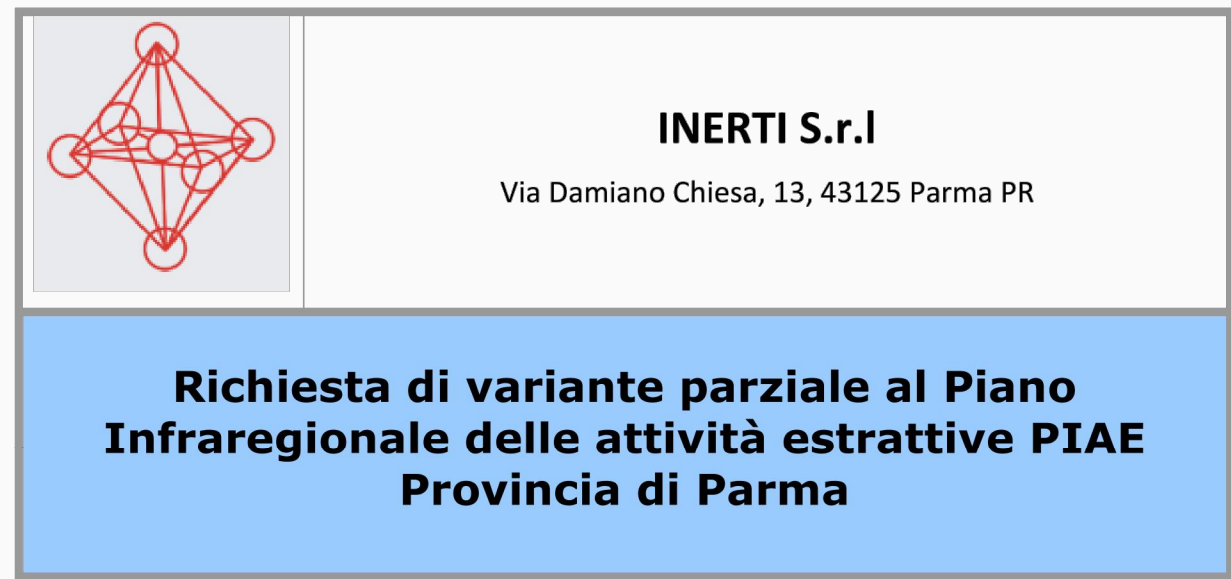 INERTI S.r.l
Via Damiano Chiesa, 13, 43125 Parma PR
Richiesta di variante parziale al Piano
Infraregionale delle attività estrattive PIAE
Provincia di Parma